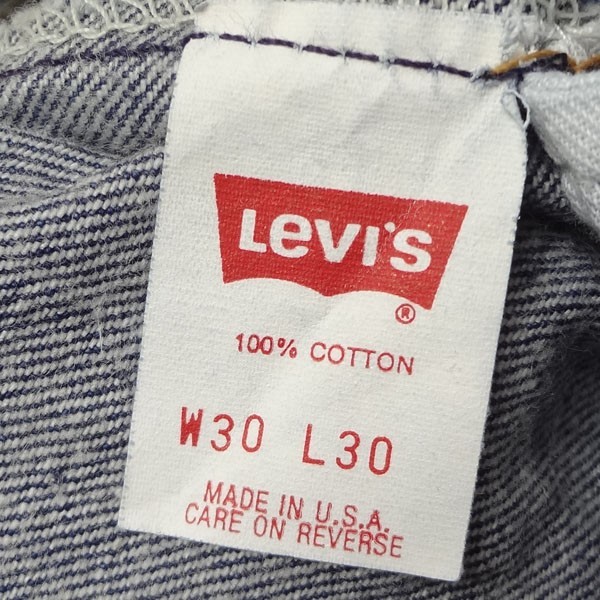 Levi's
®
100% COTTON
W30 L30
MADE IN U.S.A.
CARE ON REVERSE